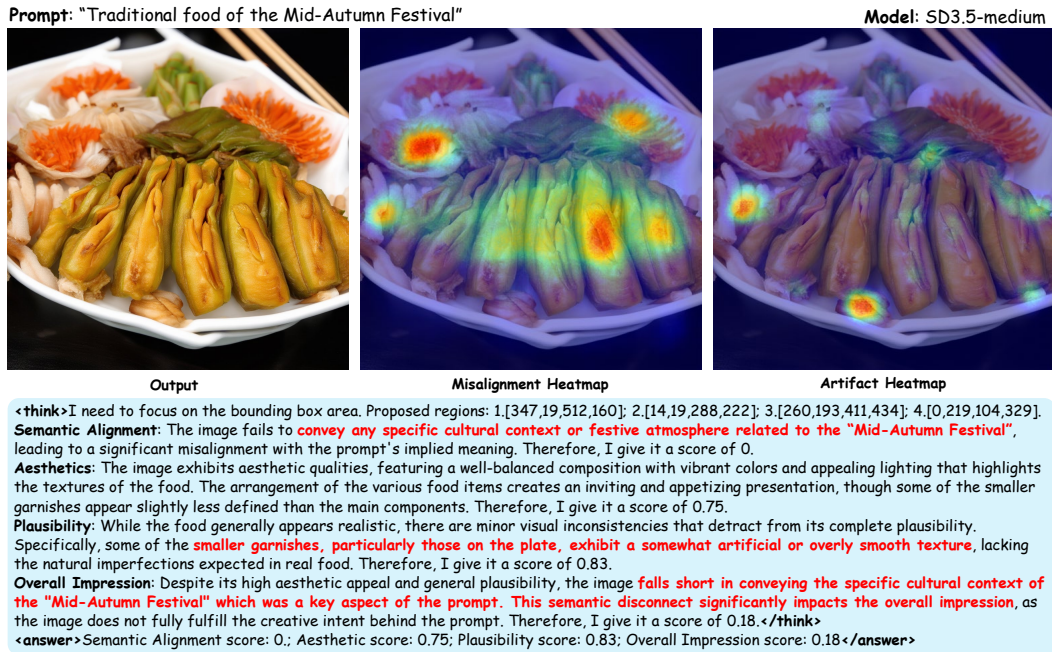 Prompt: “Traditional food of the Mid-Autumn Festival”
Model: SD3.5-medium
Output
Misalignment Heatmap
Artifact Heatmap
<think>I need to focus on the bounding box area. Proposed regions: 1.[347,19,512,160]; 2.[14,19,288,222]; 3.[260,193,411,434]; 4.[0,219,104,329].
Semantic Alignment: The image fails to convey any specific cultural context or festive atmosphere related to the “Mid-Autumn Festival”,
leading to a significant misalignment with the prompt's implied meaning. Therefore, I give it a score of 0.
Aesthetics: The image exhibits aesthetic qualities, featuring a well-balanced composition with vibrant colors and appealing lighting that highlights
the textures of the food. The arrangement of the various food items creates an inviting and appetizing presentation, though some of the smaller
garnishes appear slightly less defined than the main components. Therefore, I give it a score of 0.75.
Plausibility: While the food generally appears realistic, there are minor visual inconsistencies that detract from its complete plausibility.
Specifically, some of the smaller garnishes, particularly those on the plate, exhibit a somewhat artificial or overly smooth texture, lacking
the natural imperfections expected in real food. Therefore, I give it a score of 0.83.
Overall Impression: Despite its high aesthetic appeal and general plausibility, the image falls short in conveying the specific cultural context of
the "Mid-Autumn Festival" which was a key aspect of the prompt. This semantic disconnect significantly impacts the overall impression, as
the image does not fully fulfill the creative intent behind the prompt. Therefore, I give it a score of 0.18.</think>
<answer>Semantic Alignment score: 0.; Aesthetic score: 0.75; Plausibility score: 0.83; Overall Impression score: 0.18</answer>